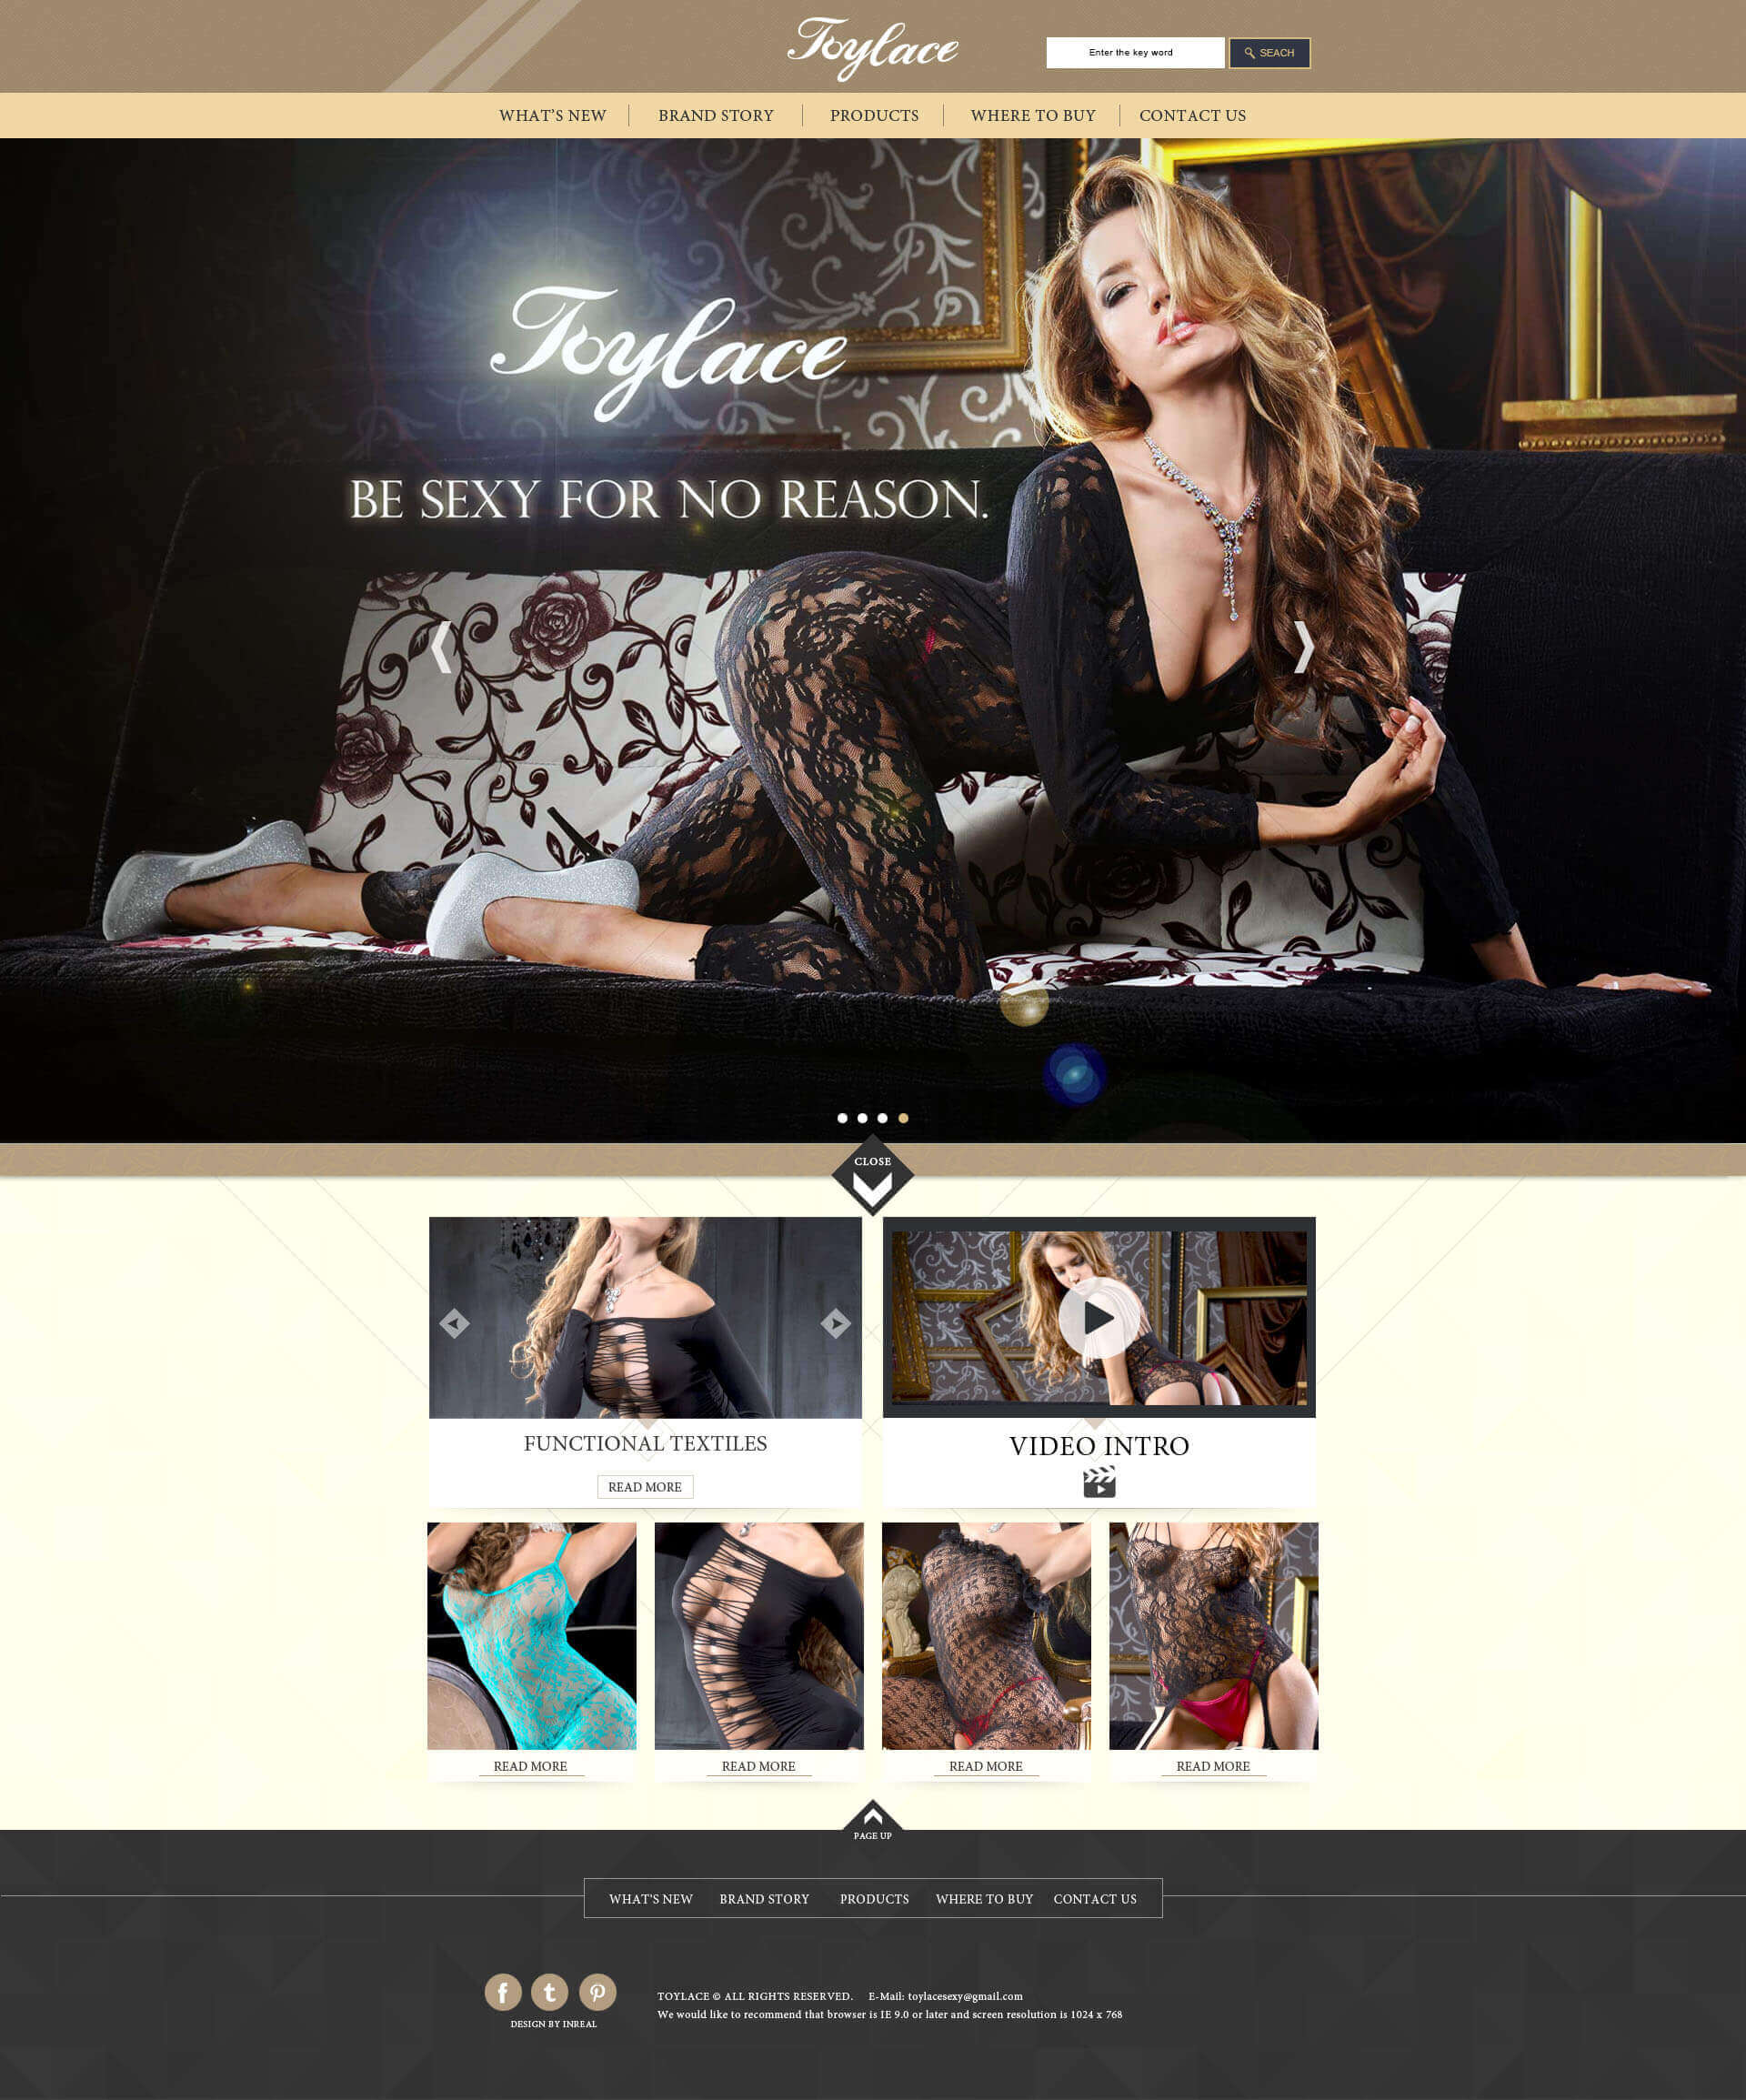 Toylace
Enter the key word
SEACH
WHAT'S NEW
BRAND STORY
PRODUCTS
WHERE TO BUY
CONTACT US
Toylace
BE SEXY FOR NO REASON.
CLOSE
FUNCTIONAL TEXTILES
READ MORE
VIDEO INTRO
READ MORE
READ MORE
READ MORE
READ MORE
PAGE UP
WHAT'S NEW
BRAND STORY
PRODUCTS
WHERE TO BUY
CONTACT US
f t p
DESIGN BY INREAL
TOYLACE © ALL RIGHTS RESERVED. E-Mail: toylacesexy@gmail.com
We would like to recommend that browser is IE 9.0 or later and screen resolution is 1024 x 768